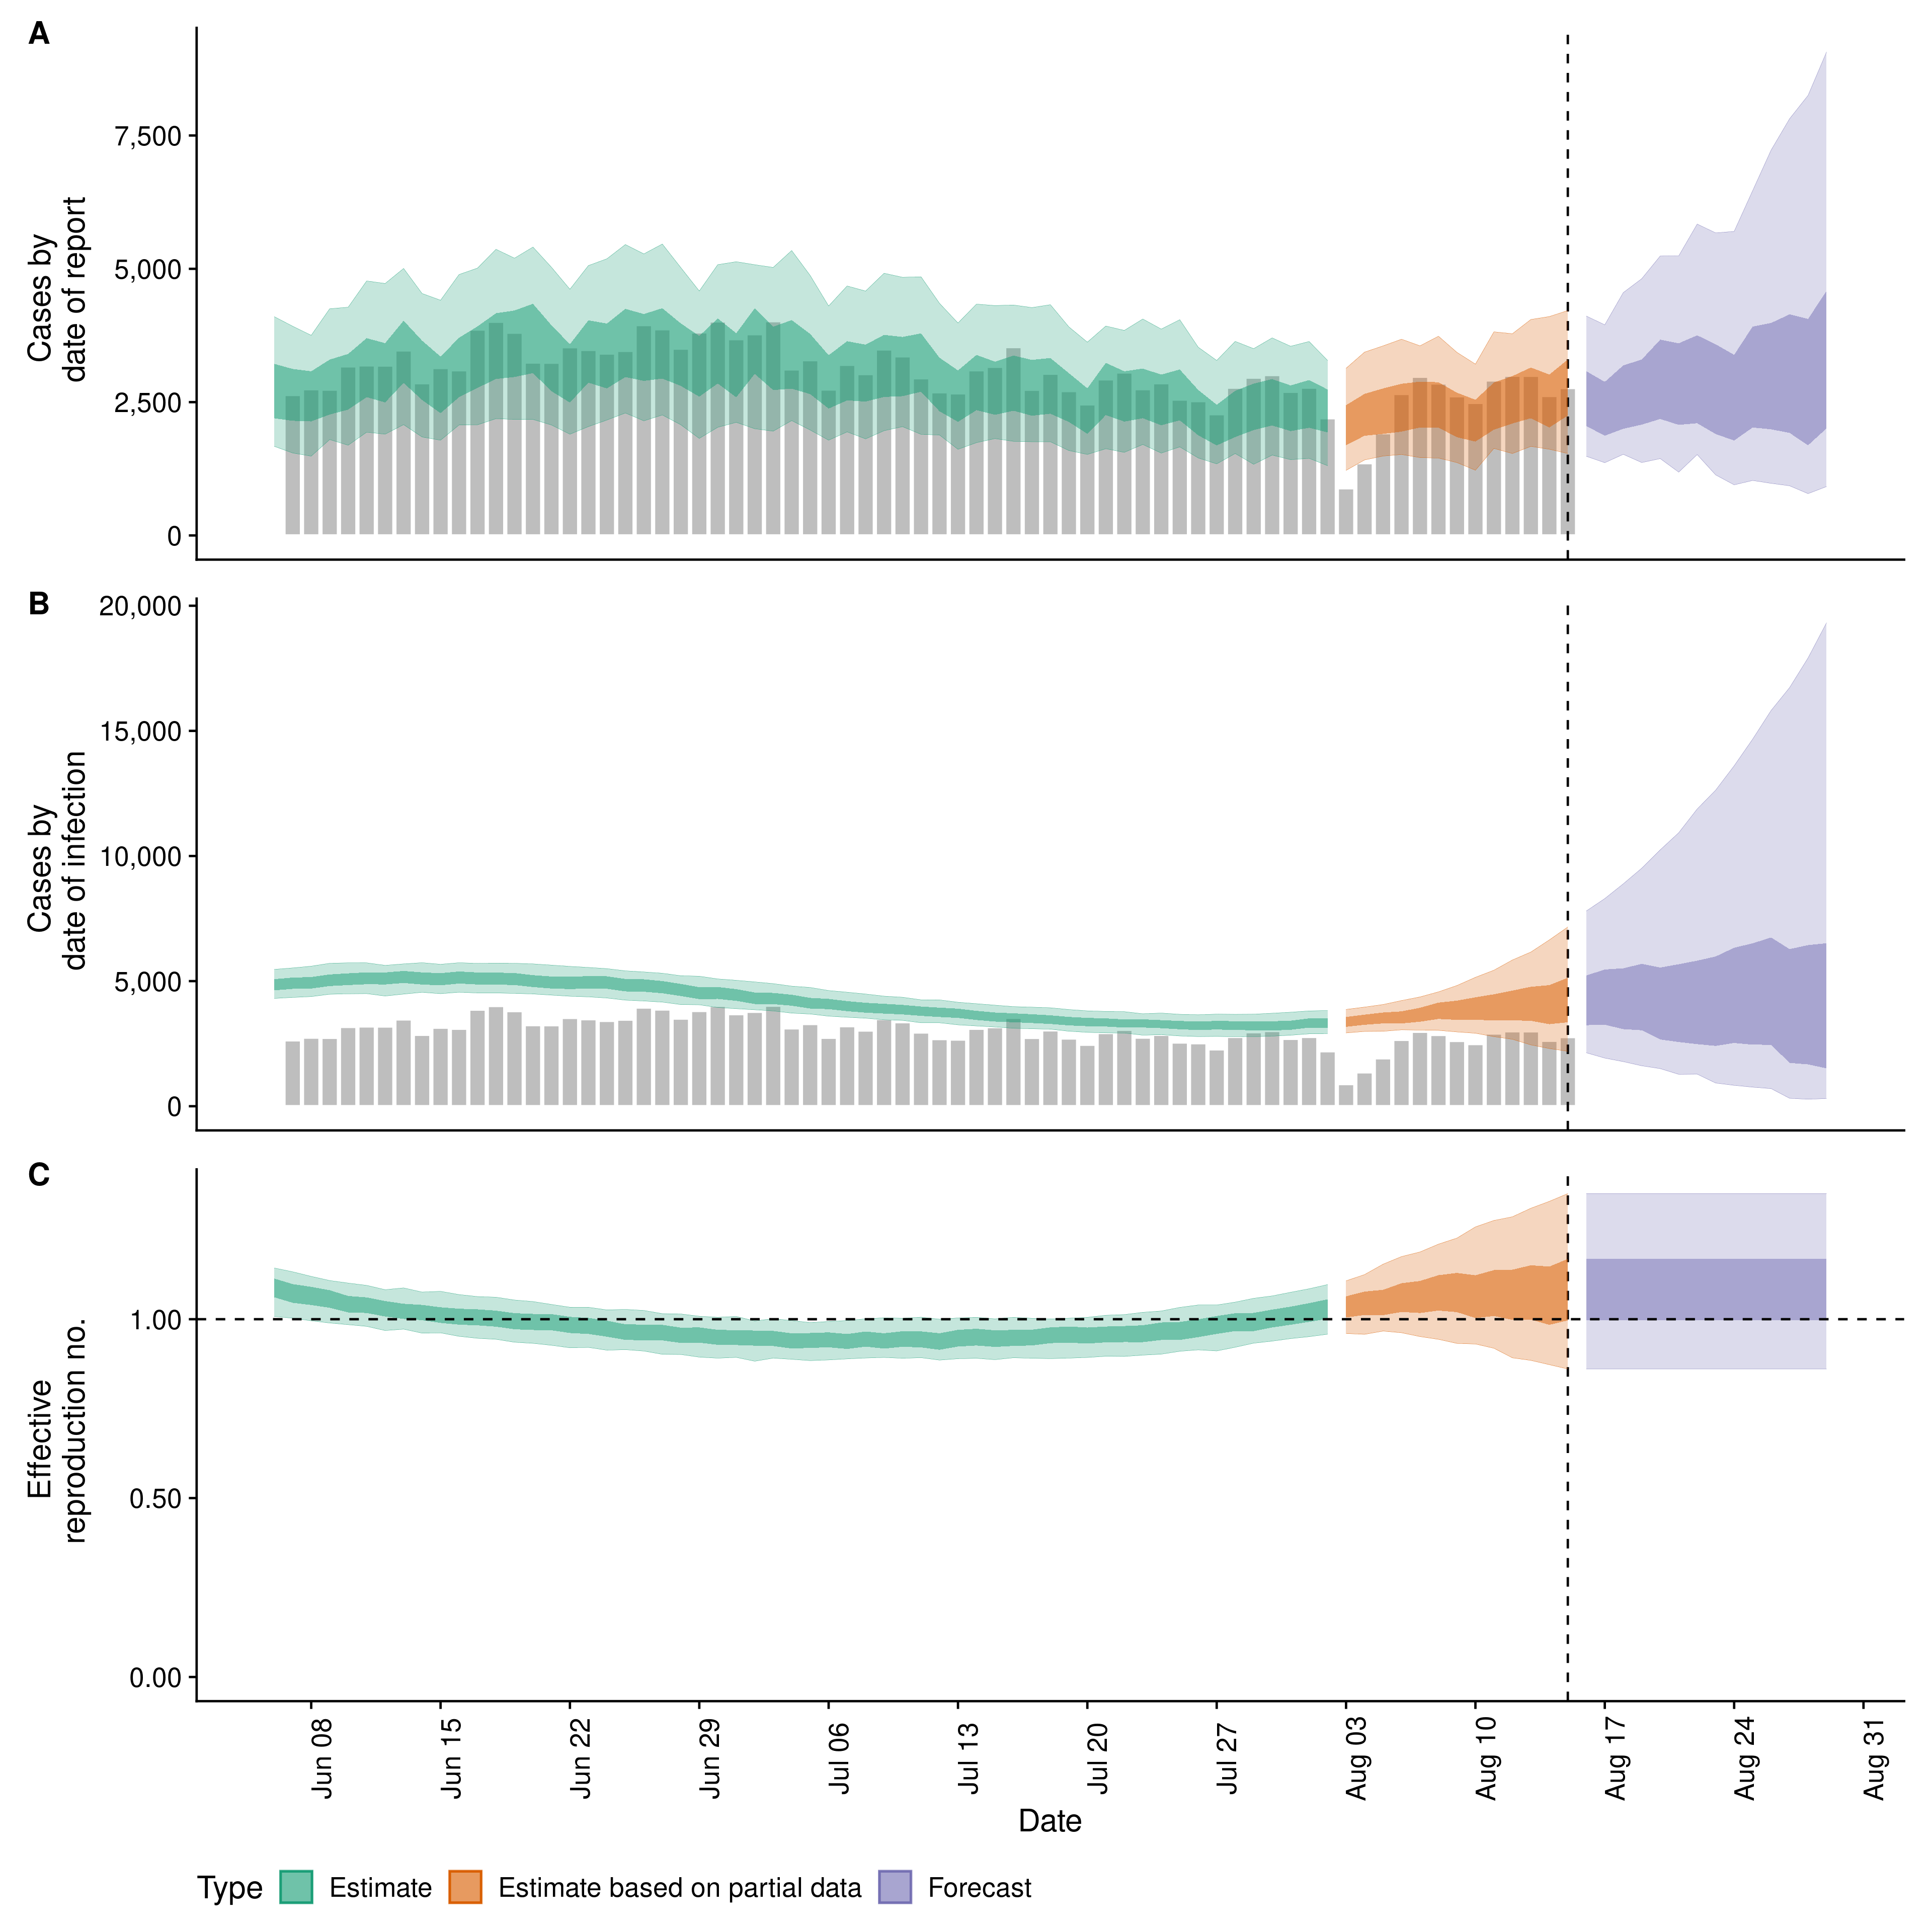 A
Cases by
date of report
7,500
5,000
2,500
0
B
Cases by
date of infection
20,000
15,000
10,000
5,000
0
C
Effective
reproduction no.
1.00
0.50
0.00
Jun 08
Jun 15
Jun 22
Jun 29
Jul 06
Jul 13
Jul 20
Jul 27
Aug 03
Aug 10
Aug 17
Aug 24
Aug 31
Date
Type Estimate Estimate based on partial data Forecast